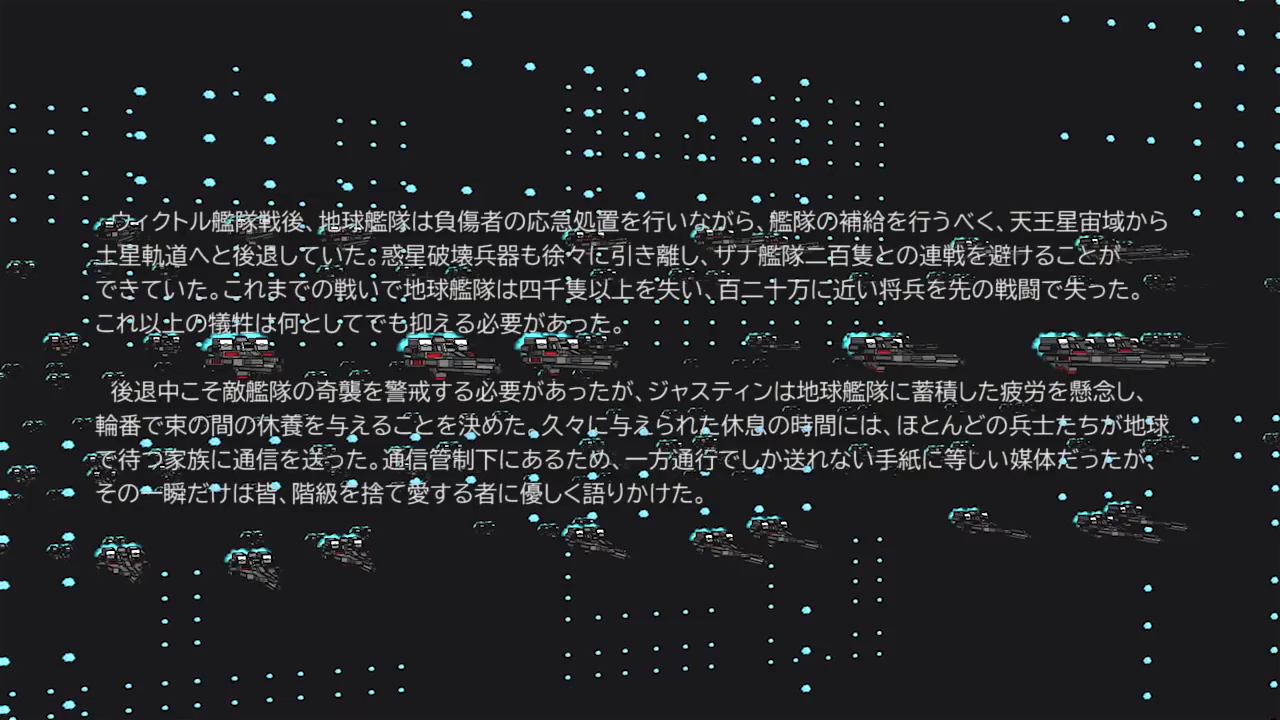 ウィクトル艦隊戦後、地球艦隊は負傷者の応急処置を行いながら、艦隊の補給を行うべく、天王星宙域から
土星軌道へと後退していた。惑星破壊兵器も徐々に引き離し、ザナ艦隊二百隻との連戦を避けることが
できていた。これまでの戦いで地球艦隊は四千隻以上を失い、百二十万に近い将兵を先の戦闘で失った。
これ以上の犠牲は何としてでも抑える必要があった。
後退中こそ敵艦隊の奇襲を警戒する必要があったが、ジャスティンは地球艦隊に蓄積した疲労を懸念し、
輪番で束の間の休養を与えることを決めた。久々に与えられた休息の時間には、ほとんどの兵士たちが地球
で待つ家族に通信を送った。通信管制下にあるため、一方通行でしか送れない手紙に等しい媒体だったが、
その一瞬だけは皆、階級を捨て愛する者に優しく語りかけた。